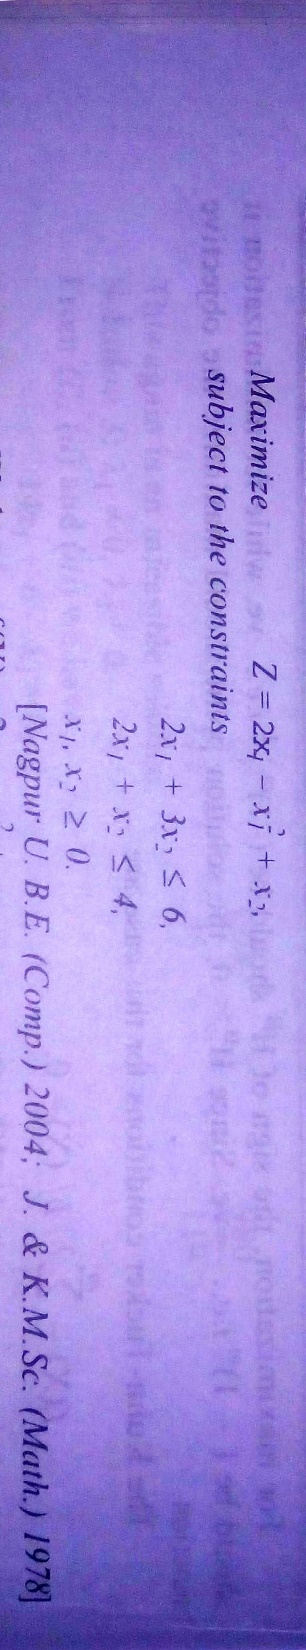 Maximize Z = 2x₁ − x₁² + x₂,
subject to the constraints
2x₁ + 3x₂ ≤ 6,
2x₁ + x₂ ≤ 4,
x₁, x₂ ≥ 0.
[Nagpur U. B.E. (Comp.) 2004; J. & K.M.Sc. (Math.) 1978]